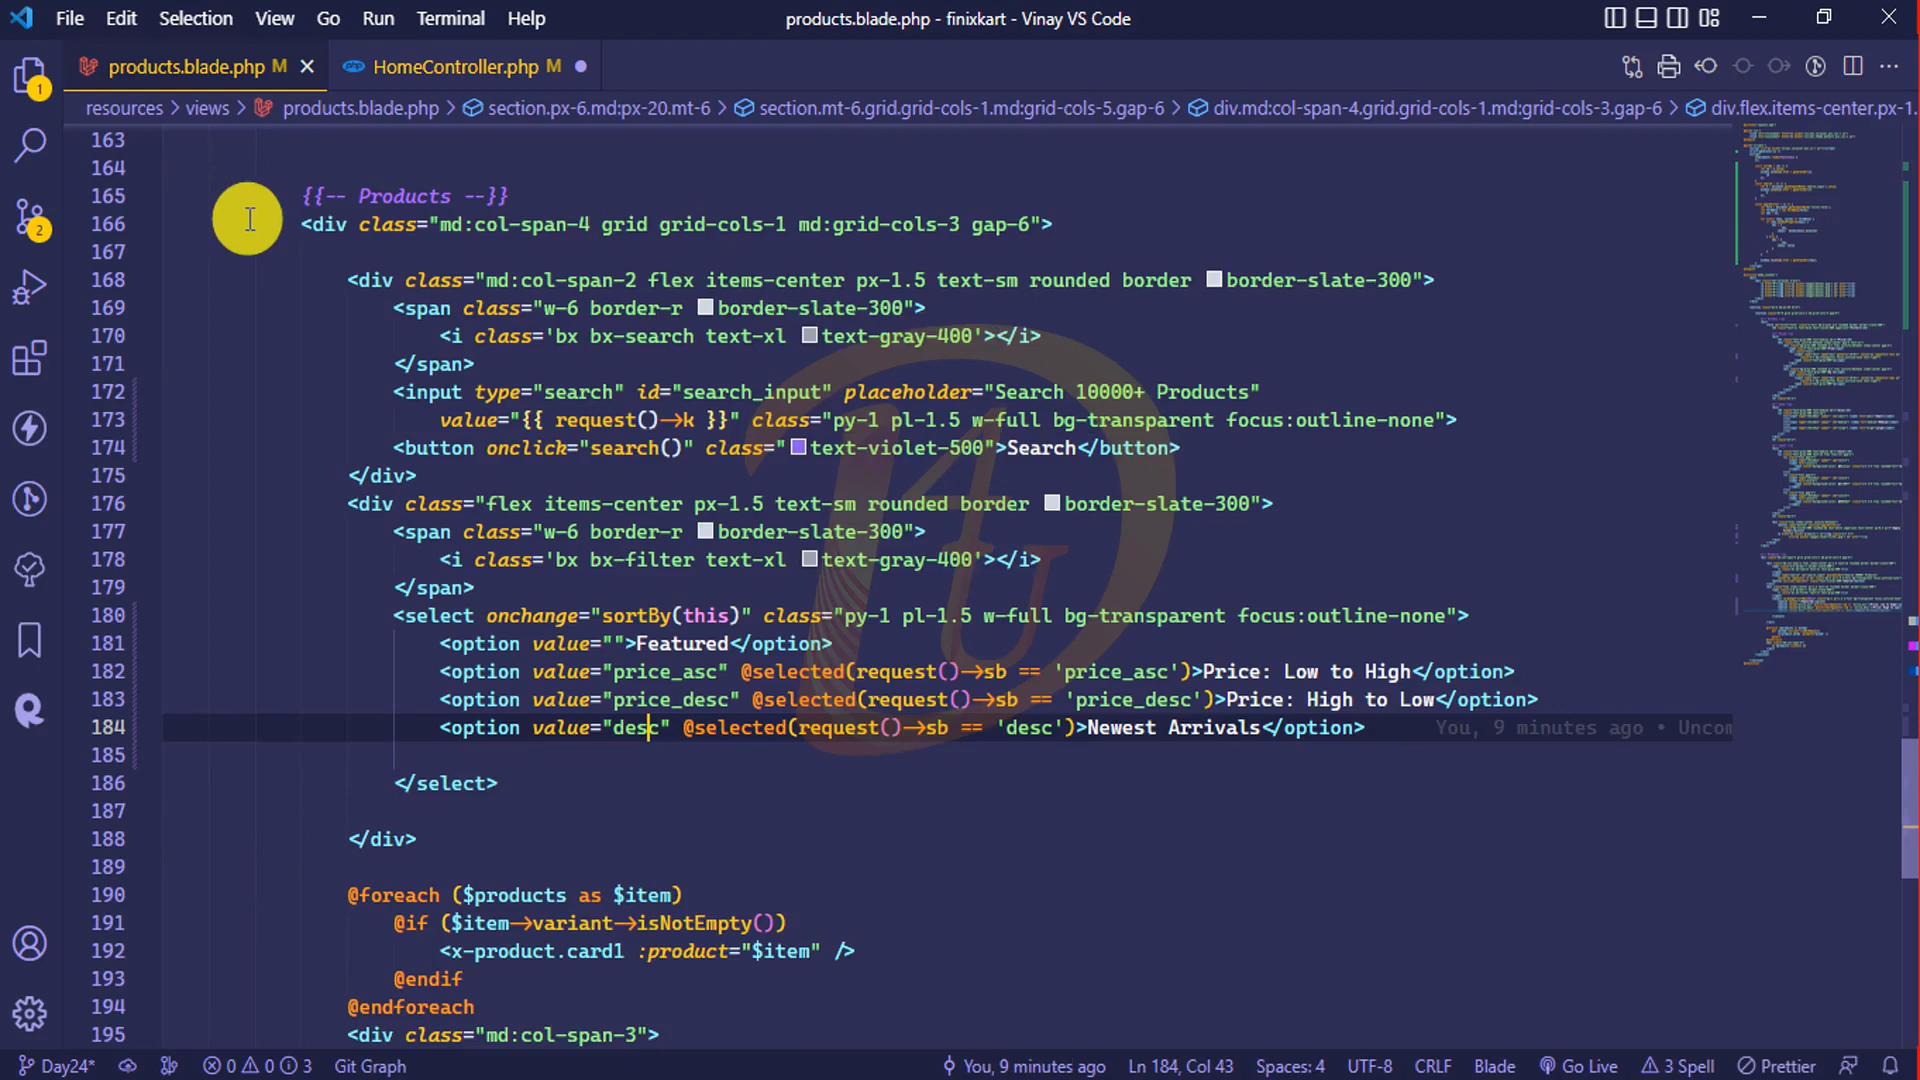 File Edit Selection View Go Run Terminal Help products.blade.php - finixkart - Vinay VS Code
products.blade.php M HomeController.php M
resources > views > products.blade.php > section.px-6.md:px-20.mt-6 > section.mt-6.grid.grid-cols-1.md:grid-cols-5.gap-6 > div.md:col-span-4.grid.grid-cols-1.md:grid-cols-3.gap-6 > div.flex.items-center.px-1.
163
164
165 {{-- Products --}}
166 <div class="md:col-span-4 grid grid-cols-1 md:grid-cols-3 gap-6">
167
168 <div class="md:col-span-2 flex items-center px-1.5 text-sm rounded border border-slate-300">
169 <span class="w-6 border-r border-slate-300">
170 <i class='bx bx-search text-xl text-gray-400'></i>
171 </span>
172 <input type="search" id="search_input" placeholder="Search 10000+ Products"
173 value="{{ request()->k }}" class="py-1 pl-1.5 w-full bg-transparent focus:outline-none">
174 <button onclick="search()" class="text-violet-500">Search</button>
175 </div>
176 <div class="flex items-center px-1.5 text-sm rounded border border-slate-300">
177 <span class="w-6 border-r border-slate-300">
178 <i class='bx bx-filter text-xl text-gray-400'></i>
179 </span>
180 <select onchange="sortBy(this)" class="py-1 pl-1.5 w-full bg-transparent focus:outline-none">
181 <option value="">Featured</option>
182 <option value="price_asc" @selected(request()->sb == 'price_asc')>Price: Low to High</option>
183 <option value="price_desc" @selected(request()->sb == 'price_desc')>Price: High to Low</option>
184 <option value="desc" @selected(request()->sb == 'desc')>Newest Arrivals</option> You, 9 minutes ago • Uncom
185
186 </select>
187
188 </div>
189
190 @foreach ($products as $item)
191 @if ($item->variant->isNotEmpty())
192 <x-product.card1 :product="$item" />
193 @endif
194 @endforeach
195 <div class="md:col-span-3">
Day24* 0 0 3 Git Graph You, 9 minutes ago Ln 184, Col 43 Spaces: 4 UTF-8 CRLF Blade Go Live 3 Spell Prettier